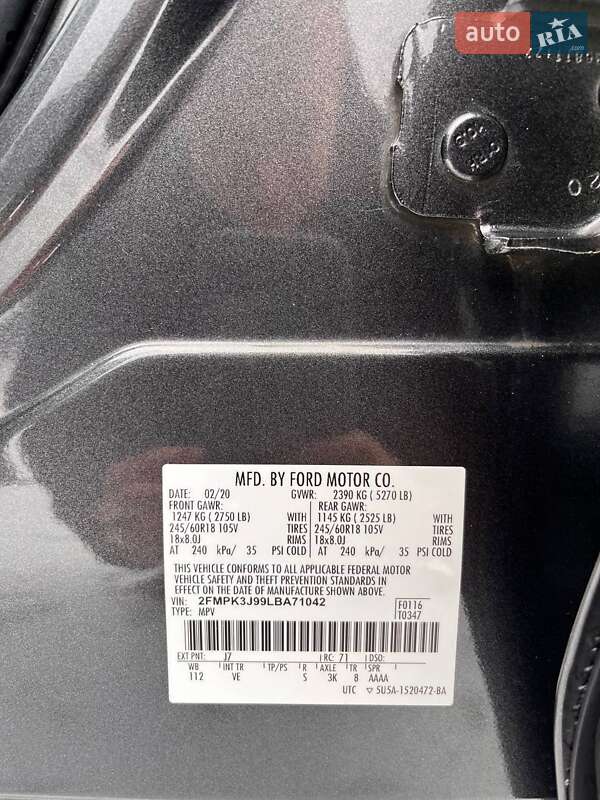 auto RIA.com
20
MFD. BY FORD MOTOR CO.
DATE: 02/20 GVWR: 2390 KG ( 5270 LB)
FRONT GAWR: REAR GAWR:
1247 KG ( 2750 LB) 1145 KG ( 2525 LB)
245/60R18 105V TIRES 245/60R18 105V TIRES
18x8.0J RIMS 18x8.0J RIMS
AT 240 kPa/ 35 PSI COLD AT 240 kPa/ 35 PSI COLD
THIS VEHICLE CONFORMS TO ALL APPLICABLE FEDERAL MOTOR
VEHICLE SAFETY AND THEFT PREVENTION STANDARDS IN
EFFECT ON THE DATE OF MANUFACTURE SHOWN ABOVE.
VIN: 2FMPK3J99LBA71042 F0116
TYPE: MPV T0347
EXT PNT: J7 RC: 71 DSO:
WB INT TR TP/PS R AXLE TR SPR
112 VE S 3K 8 AAAA
UTC ▽ 5U5A-1520472-BA